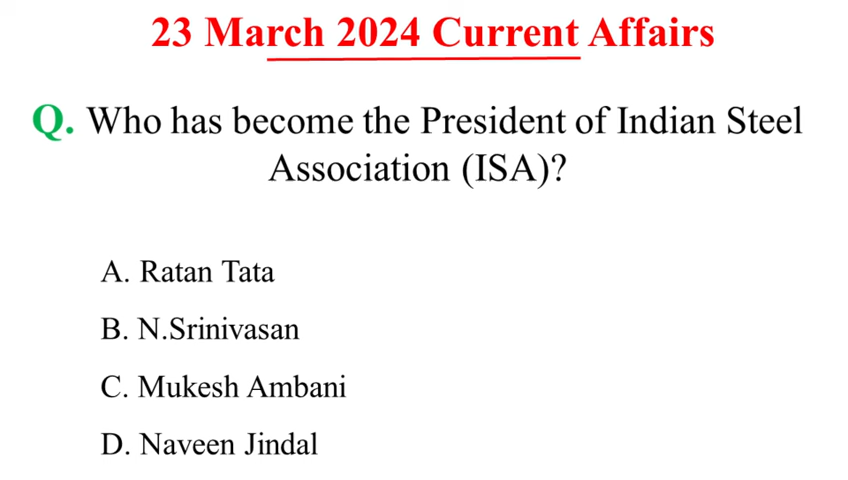 23 March 2024 Current Affairs
Q. Who has become the President of Indian Steel
Association (ISA)?
A. Ratan Tata
B. N.Srinivasan
C. Mukesh Ambani
D. Naveen Jindal